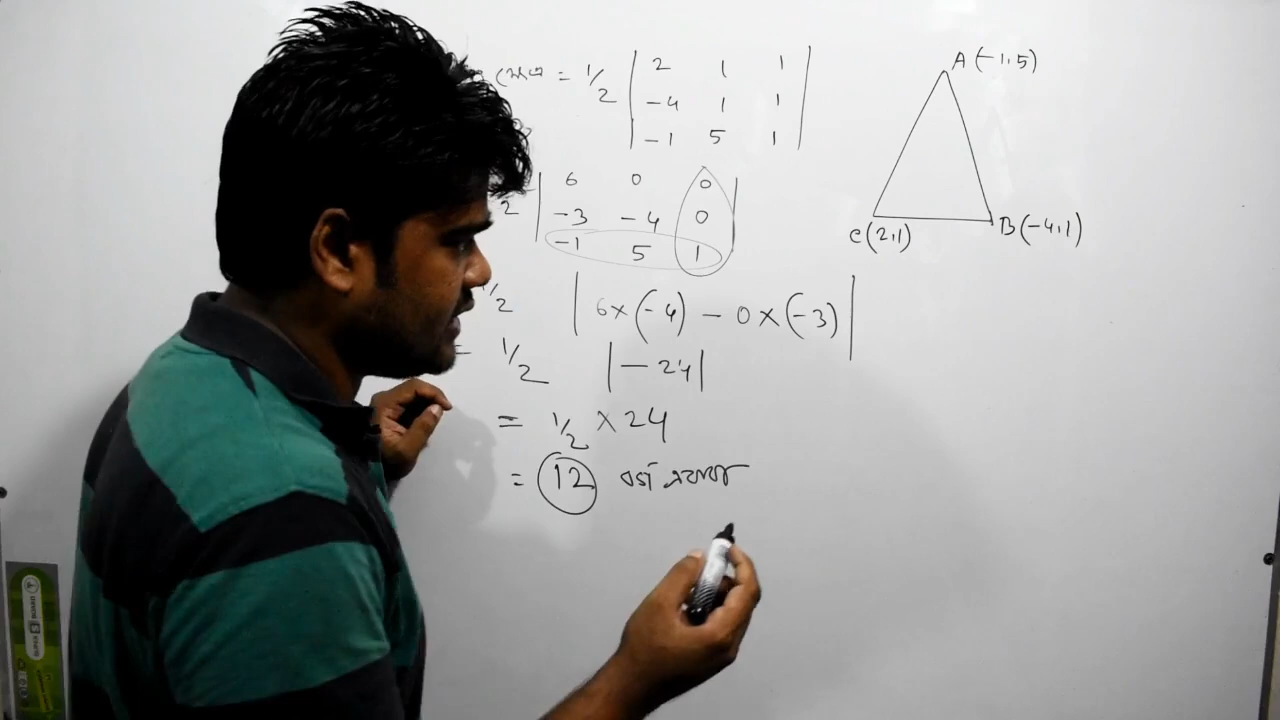 = 1/2 | 2 1 1 |
| -4 1 1 |
| -1 5 1 |
A(-1,5)
B(-4,1)
C(2,1)
2 | 6 0 0 |
| -3 -4 0 |
-1 5 1
1/2 | 6×(-4) - 0×(-3) |
= 1/2 |-24|
= 1/2 × 24
= 12 বর্গ একক